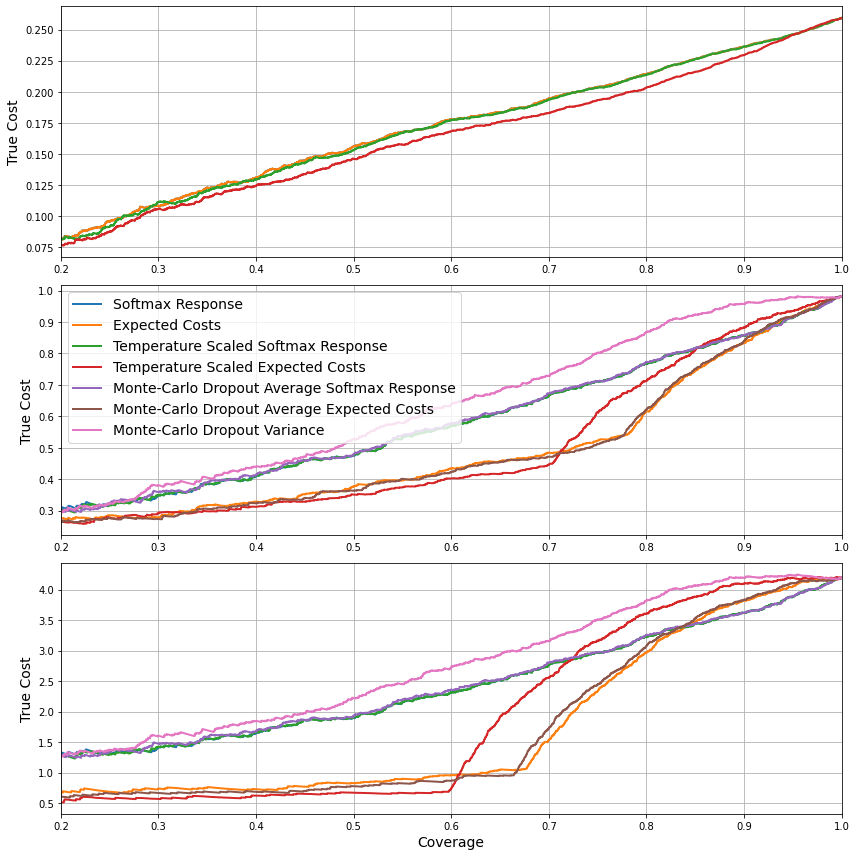 0.250
0.225
0.200
0.175
0.150
0.125
0.100
0.075
True Cost
0.2 0.3 0.4 0.5 0.6 0.7 0.8 0.9 1.0
1.0
0.9
0.8
0.7
0.6
0.5
0.4
0.3
True Cost
Softmax Response
Expected Costs
Temperature Scaled Softmax Response
Temperature Scaled Expected Costs
Monte-Carlo Dropout Average Softmax Response
Monte-Carlo Dropout Average Expected Costs
Monte-Carlo Dropout Variance
0.2 0.3 0.4 0.5 0.6 0.7 0.8 0.9 1.0
4.0
3.5
3.0
2.5
2.0
1.5
1.0
0.5
True Cost
0.2 0.3 0.4 0.5 0.6 0.7 0.8 0.9 1.0
Coverage